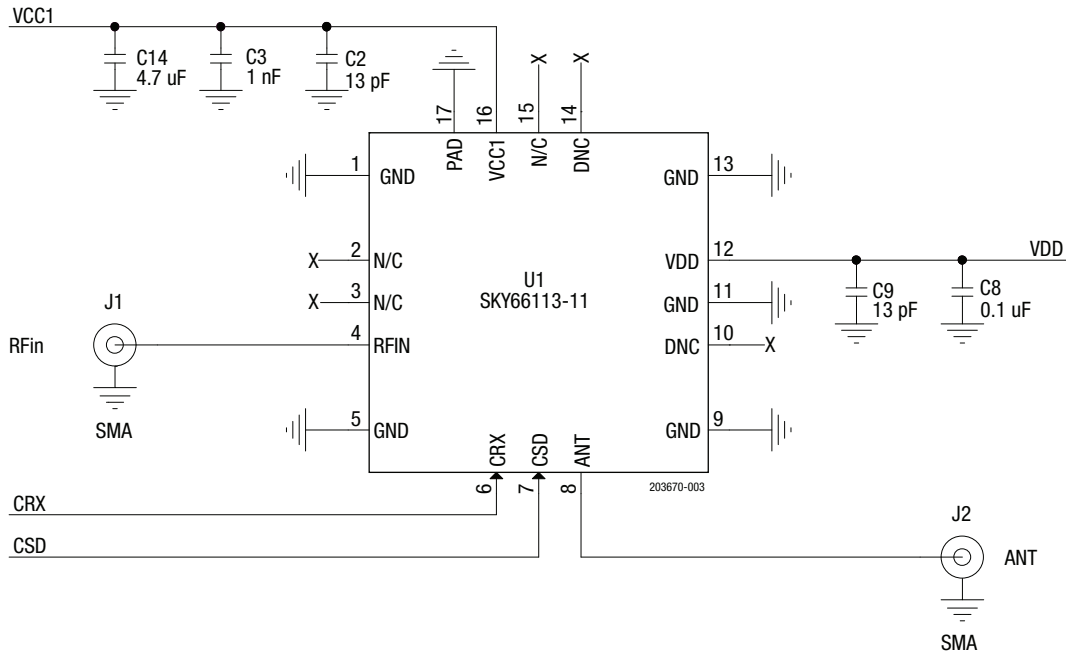 VCC1
C14
4.7 uF
C3
1 nF
C2
13 pF
17
16
15
14
X
X
PAD
VCC1
N/C
DNC
1
GND
GND
13
X
2
N/C
VDD
12
VDD
X
3
N/C
GND
11
U1
SKY66113-11
C9
13 pF
C8
0.1 uF
J1
RFin
SMA
4
RFIN
DNC
10
X
5
GND
GND
9
CRX
CSD
ANT
6
7
8
203670-003
CRX
CSD
J2
ANT
SMA